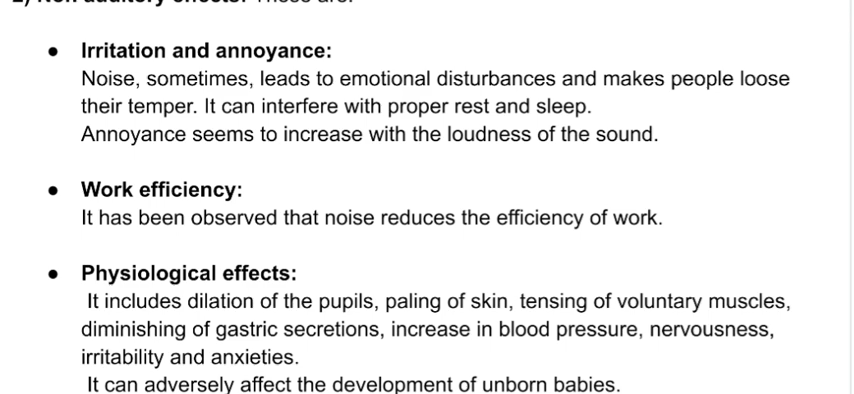 ● Irritation and annoyance:
Noise, sometimes, leads to emotional disturbances and makes people loose
their temper. It can interfere with proper rest and sleep.
Annoyance seems to increase with the loudness of the sound.
● Work efficiency:
It has been observed that noise reduces the efficiency of work.
● Physiological effects:
It includes dilation of the pupils, paling of skin, tensing of voluntary muscles,
diminishing of gastric secretions, increase in blood pressure, nervousness,
irritability and anxieties.
It can adversely affect the development of unborn babies.